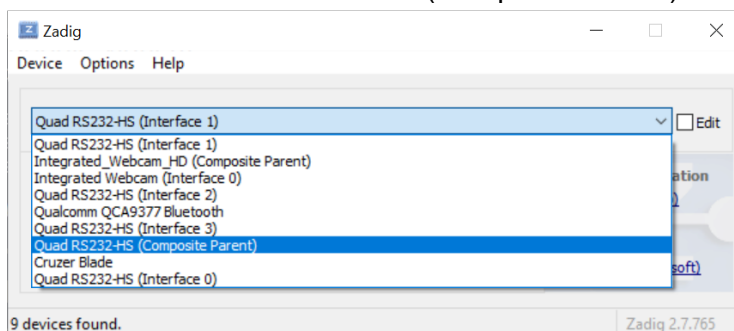 Zadig
Device Options Help
Quad RS232-HS (Interface 1)
Edit
Quad RS232-HS (Interface 1)
Integrated_Webcam_HD (Composite Parent)
Integrated Webcam (Interface 0)
Quad RS232-HS (Interface 2)
Qualcomm QCA9377 Bluetooth
Quad RS232-HS (Interface 3)
Quad RS232-HS (Composite Parent)
Cruzer Blade
Quad RS232-HS (Interface 0)
ation
soft)
9 devices found.
Zadig 2.7.765